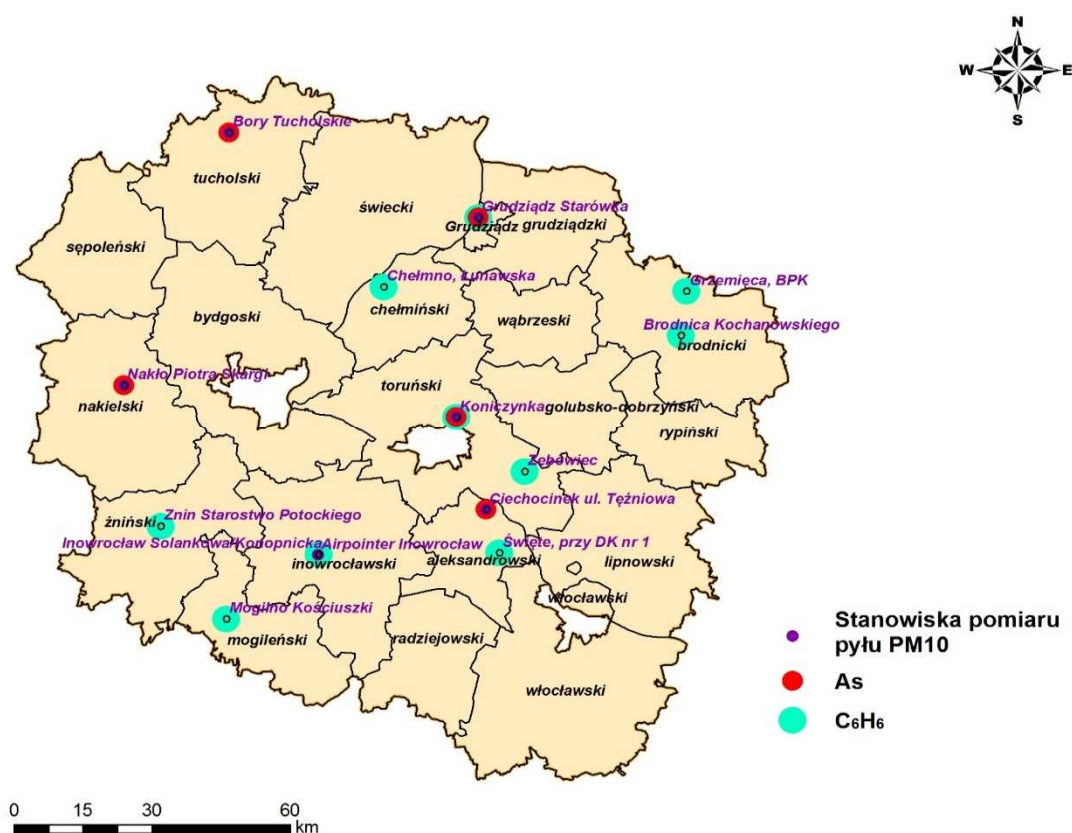 N
W E
S
Bory Tucholskie
tucholski
Grudziądz Starówka
świecki
Grudziądz grudziądzki
sępoleński
Chełmno, Łunawska
Grzemięca, BPK
chełmiński
bydgoski
wąbrzeski
Brodnica Kochanowskiego
brodnicki
Nakło Piotra Skargi
nakielski
toruński
Koniczynka
golubsko-dobrzyński
rypiński
Zębowiec
Ciechocinek ul. Tężniowa
Znin Starostwo Potockiego
żniński
Inowrocław Solankowa/Konopnicka
Airpointer Inowrocław
Święte, przy DK nr 1
inowrocławski
aleksandrowski
lipnowski
włocławski
Mogilno Kościuszki
mogileński
radziejowski
włocławski
Stanowiska pomiaru
pyłu PM10
As
C₆H₆
0 15 30 60
km